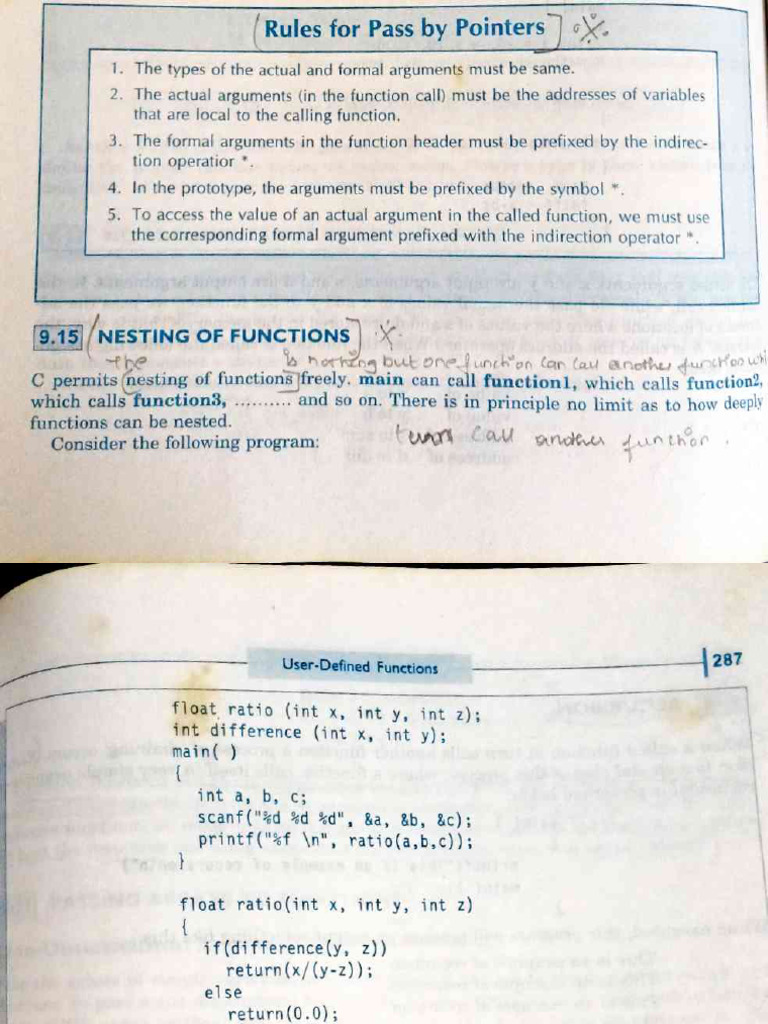 Rules for Pass by Pointers
1. The types of the actual and formal arguments must be same.
2. The actual arguments (in the function call) must be the addresses of variables
that are local to the calling function.
3. The formal arguments in the function header must be prefixed by the indirec-
tion operatior *.
4. In the prototype, the arguments must be prefixed by the symbol *.
5. To access the value of an actual argument in the called function, we must use
the corresponding formal argument prefixed with the indirection operator *.
9.15 NESTING OF FUNCTIONS
The is nothing but one function can call another function whi
C permits nesting of functions freely. main can call function1, which calls function2,
which calls function3, .......... and so on. There is in principle no limit as to how deeply
functions can be nested.
turn call another function.
Consider the following program:
User-Defined Functions 287
float ratio (int x, int y, int z);
int difference (int x, int y);
main( )
{
int a, b, c;
scanf("%d %d %d", &a, &b, &c);
printf("%f \n", ratio(a,b,c));
}
float ratio(int x, int y, int z)
{
if(difference(y, z))
return(x/(y-z));
else
return(0.0);